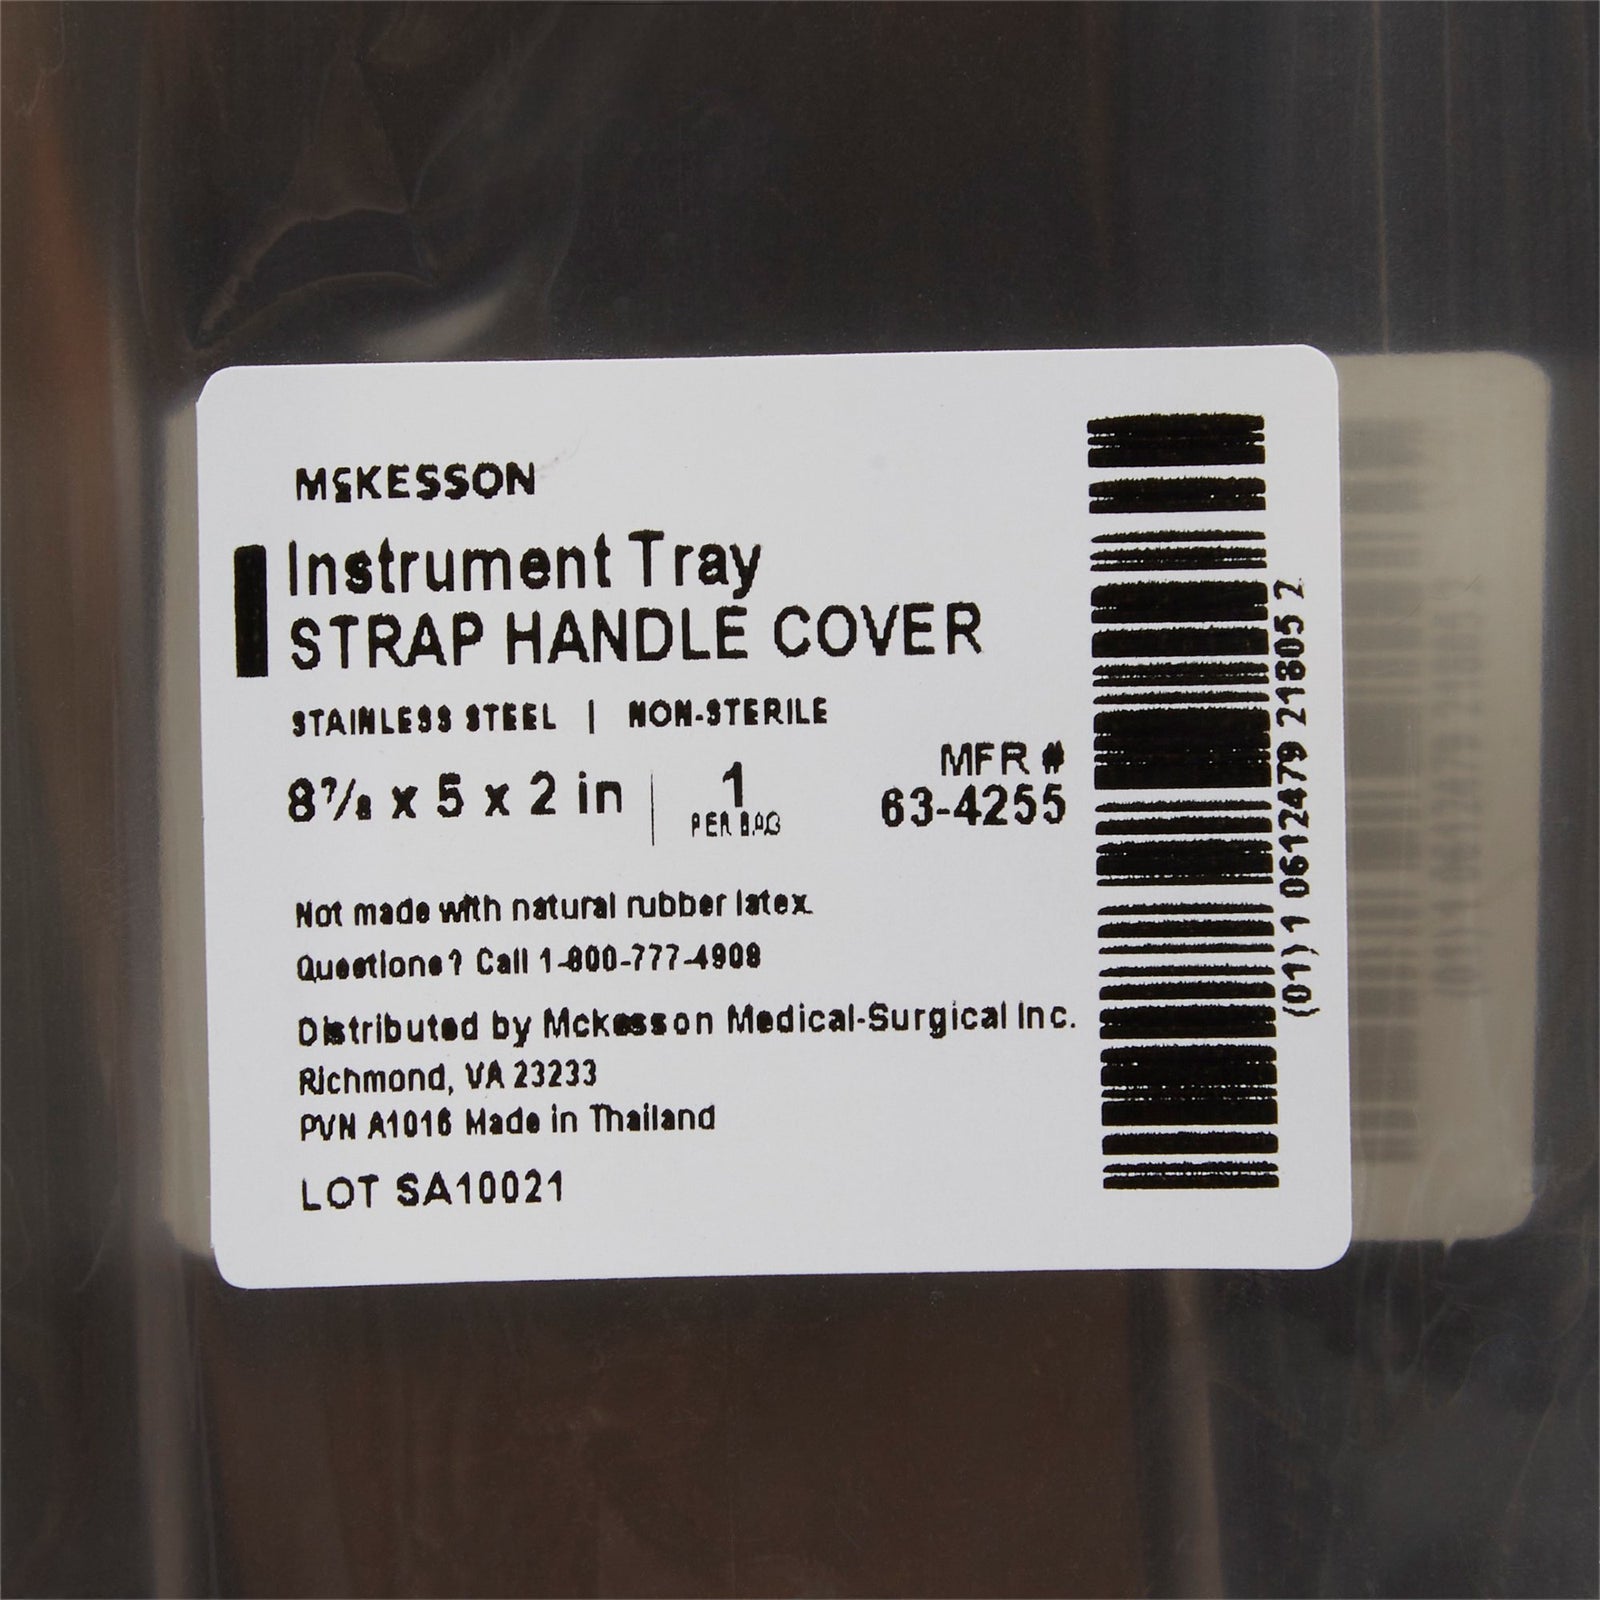 MCKESSON
Instrument Tray
STRAP HANDLE COVER
STAINLESS STEEL | NON-STERILE
8⅞ x 5 x 2 in | 1 PER BAG
MFR #
63-4255
Not made with natural rubber latex.
Questions? Call 1-800-777-4908
Distributed by Mckesson Medical-Surgical Inc.
Richmond, VA 23233
PVN A1016 Made in Thailand
LOT SA10021
(01) 1 0612479 21805 2